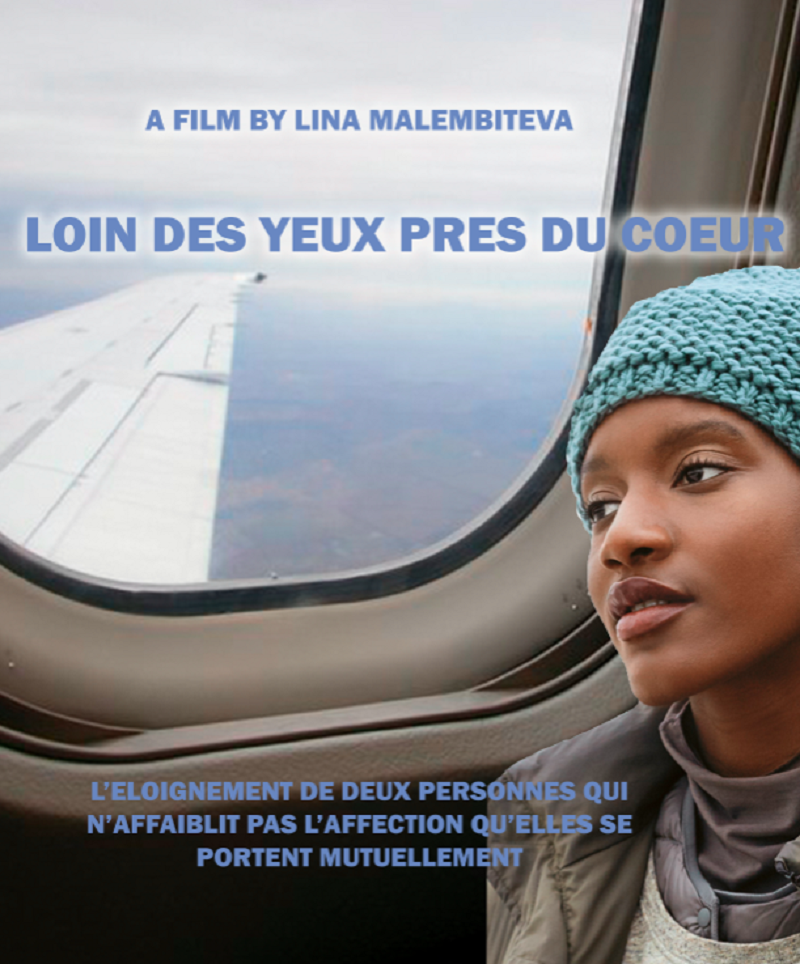 A FILM BY LINA MALEMBITEVA
LOIN DES YEUX PRES DU COEUR
L'ELOIGNEMENT DE DEUX PERSONNES QUI
N'AFFAIBLIT PAS L'AFFECTION QU'ELLES SE
PORTENT MUTUELLEMENT